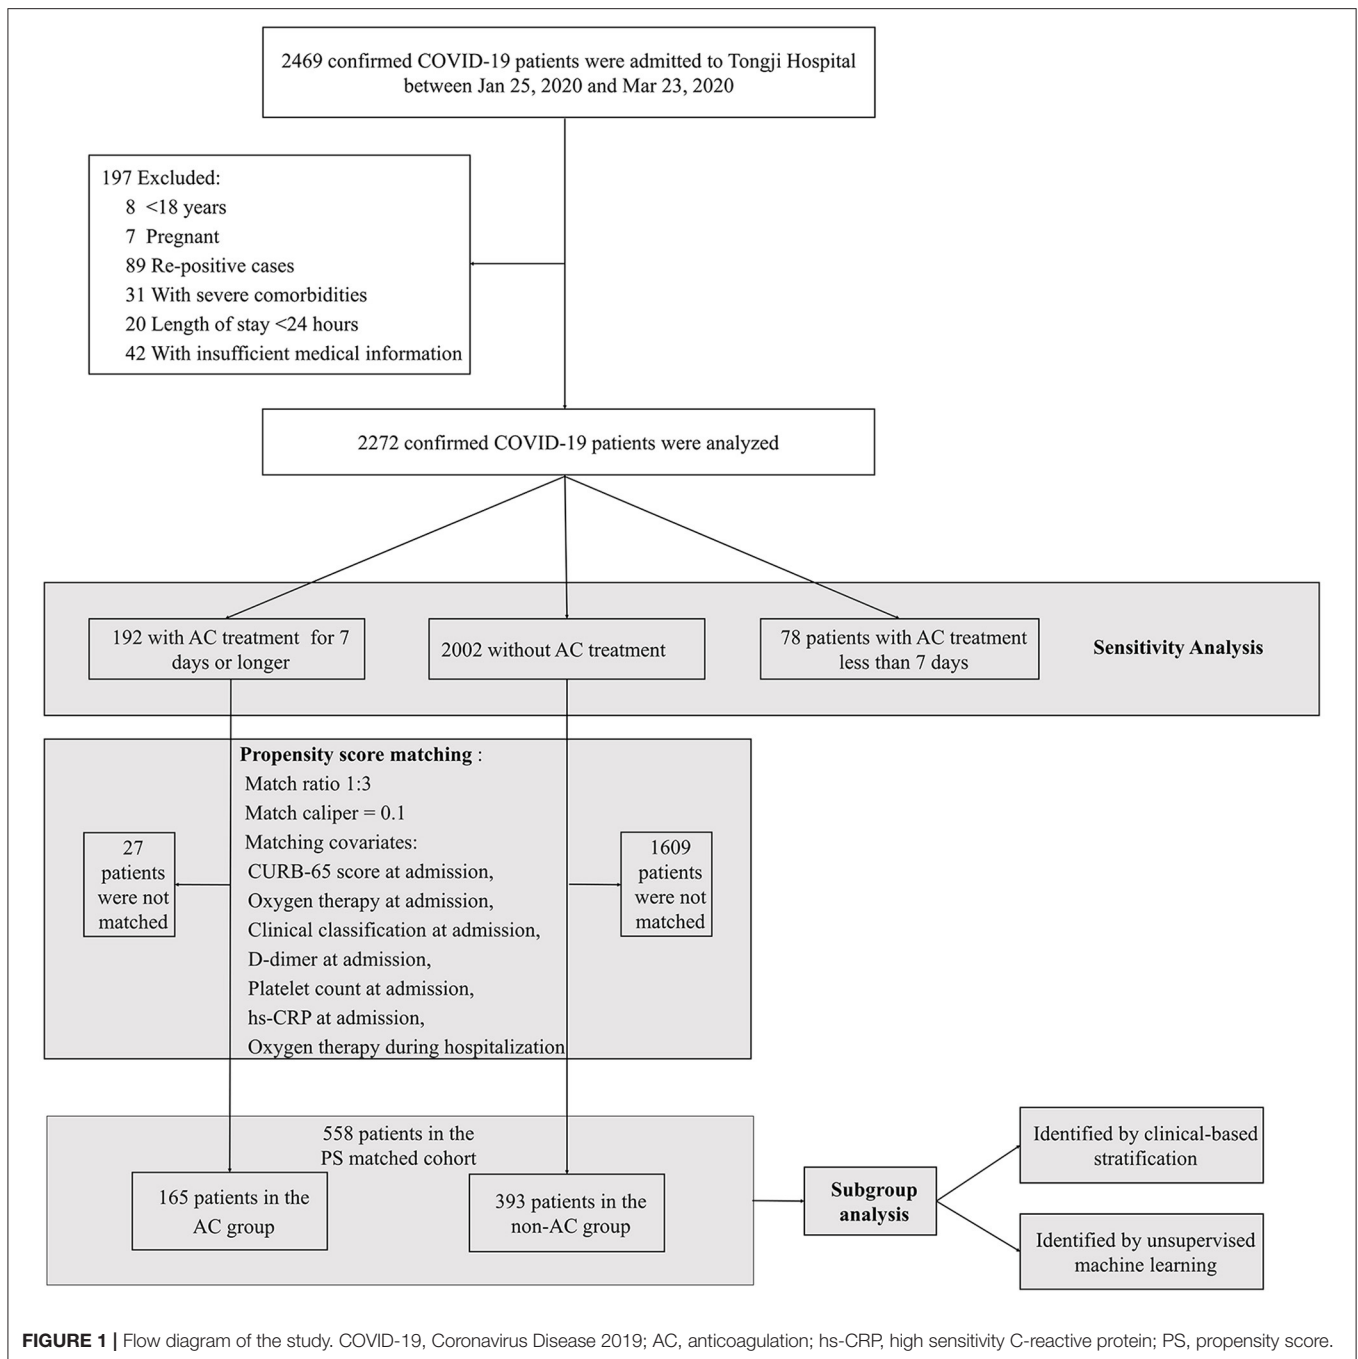 2469 confirmed COVID-19 patients were admitted to Tongji Hospital
between Jan 25, 2020 and Mar 23, 2020
197 Excluded:
8 <18 years
7 Pregnant
89 Re-positive cases
31 With severe comorbidities
20 Length of stay <24 hours
42 With insufficient medical information
2272 confirmed COVID-19 patients were analyzed
192 with AC treatment for 7
days or longer
2002 without AC treatment
78 patients with AC treatment
less than 7 days
Sensitivity Analysis
Propensity score matching :
Match ratio 1:3
Match caliper = 0.1
Matching covariates:
CURB-65 score at admission,
Oxygen therapy at admission,
Clinical classification at admission,
D-dimer at admission,
Platelet count at admission,
hs-CRP at admission,
Oxygen therapy during hospitalization
27
patients
were not
matched
1609
patients
were not
matched
558 patients in the
PS matched cohort
165 patients in the
AC group
393 patients in the
non-AC group
Subgroup
analysis
Identified by clinical-based
stratification
Identified by unsupervised
machine learning
FIGURE 1 | Flow diagram of the study. COVID-19, Coronavirus Disease 2019; AC, anticoagulation; hs-CRP, high sensitivity C-reactive protein; PS, propensity score.